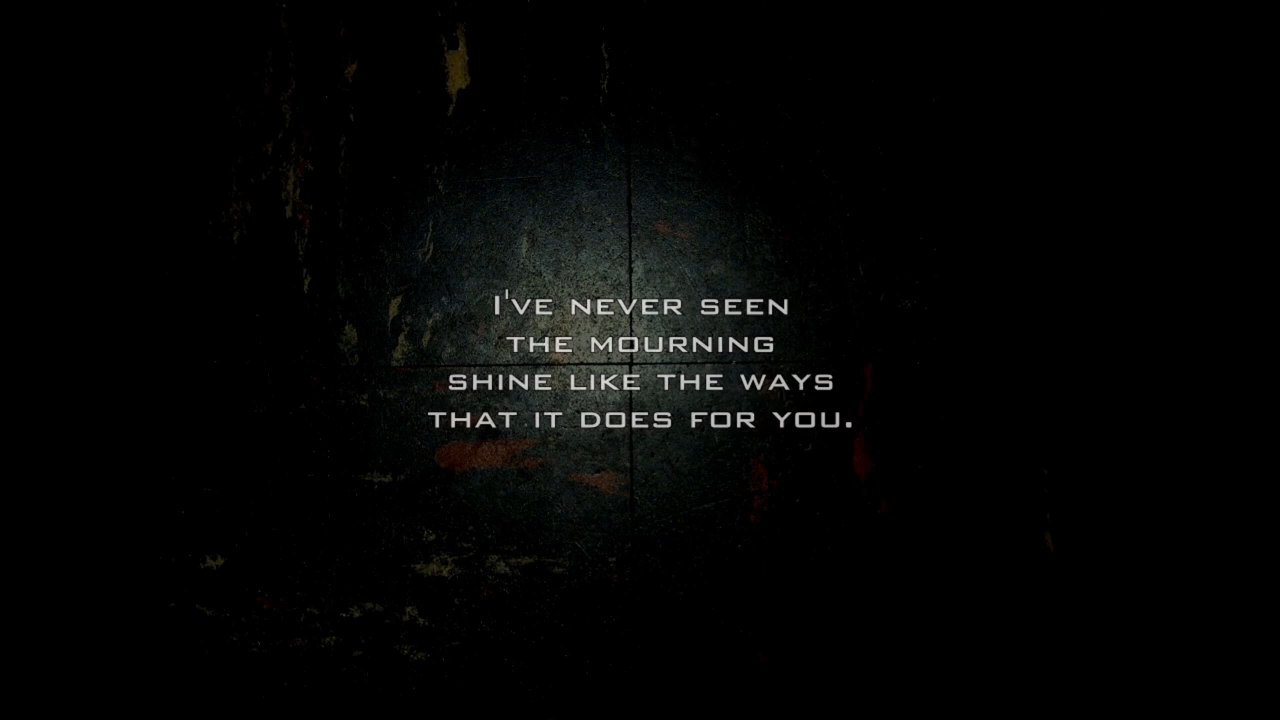 I'VE NEVER SEEN
THE MOURNING
SHINE LIKE THE WAYS
THAT IT DOES FOR YOU.